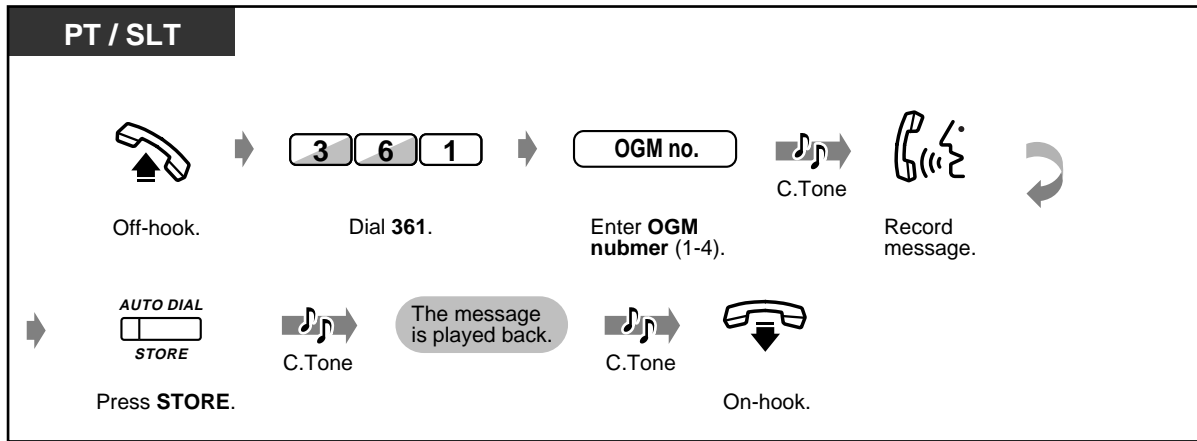 PT / SLT
3 6 1
OGM no.
C.Tone
Off-hook.
Dial 361.
Enter OGM
nubmer (1-4).
Record
message.
AUTO DIAL
STORE
C.Tone
The message
is played back.
C.Tone
Press STORE.
On-hook.